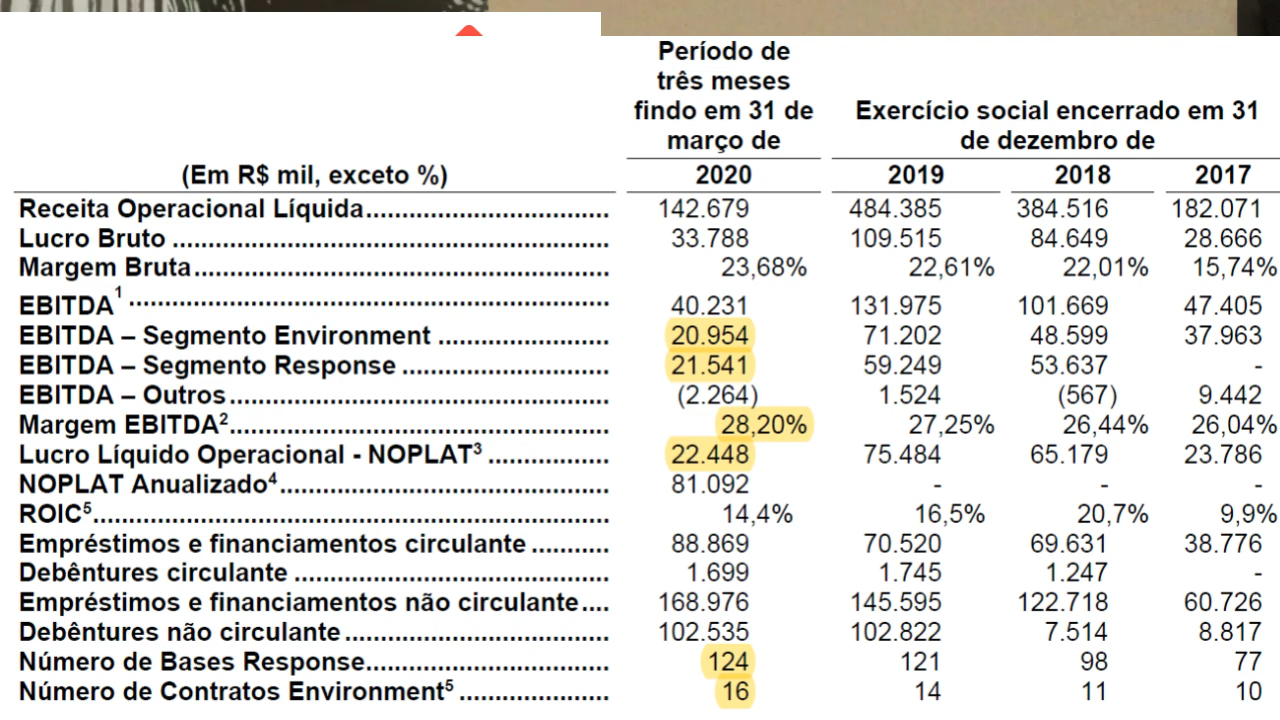 Período de
três meses
findo em 31 de
março de
Exercício social encerrado em 31
de dezembro de
(Em R$ mil, exceto %) 2020 2019 2018 2017
Receita Operacional Líquida 142.679 484.385 384.516 182.071
Lucro Bruto 33.788 109.515 84.649 28.666
Margem Bruta 23,68% 22,61% 22,01% 15,74%
EBITDA¹ 40.231 131.975 101.669 47.405
EBITDA – Segmento Environment 20.954 71.202 48.599 37.963
EBITDA – Segmento Response 21.541 59.249 53.637 -
EBITDA – Outros (2.264) 1.524 (567) 9.442
Margem EBITDA² 28,20% 27,25% 26,44% 26,04%
Lucro Líquido Operacional - NOPLAT³ 22.448 75.484 65.179 23.786
NOPLAT Anualizado⁴ 81.092 - - -
ROIC⁵ 14,4% 16,5% 20,7% 9,9%
Empréstimos e financiamentos circulante 88.869 70.520 69.631 38.776
Debêntures circulante 1.699 1.745 1.247 -
Empréstimos e financiamentos não circulante 168.976 145.595 122.718 60.726
Debêntures não circulante 102.535 102.822 7.514 8.817
Número de Bases Response 124 121 98 77
Número de Contratos Environment⁵ 16 14 11 10